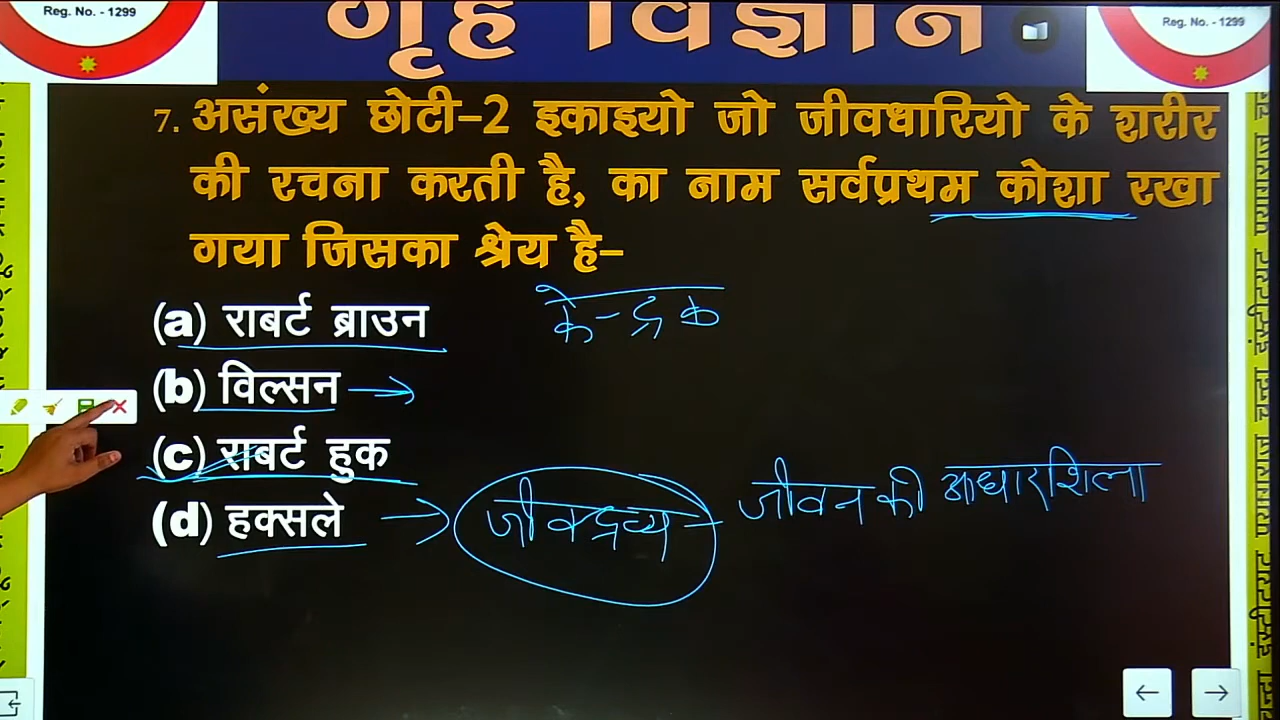 Reg. No. - 1299
Reg. No. - 1299
गृह विज्ञान
7. असंख्य छोटी-2 इकाइयो जो जीवधारियो के शरीर
की रचना करती है, का नाम सर्वप्रथम कोशा रखा
गया जिसका श्रेय है-
(a) राबर्ट ब्राउन
केन्द्रक
(b) विल्सन →
(c) राबर्ट हुक
(d) हक्सले → जीवद्रव्य - जीवन की आधारशिला